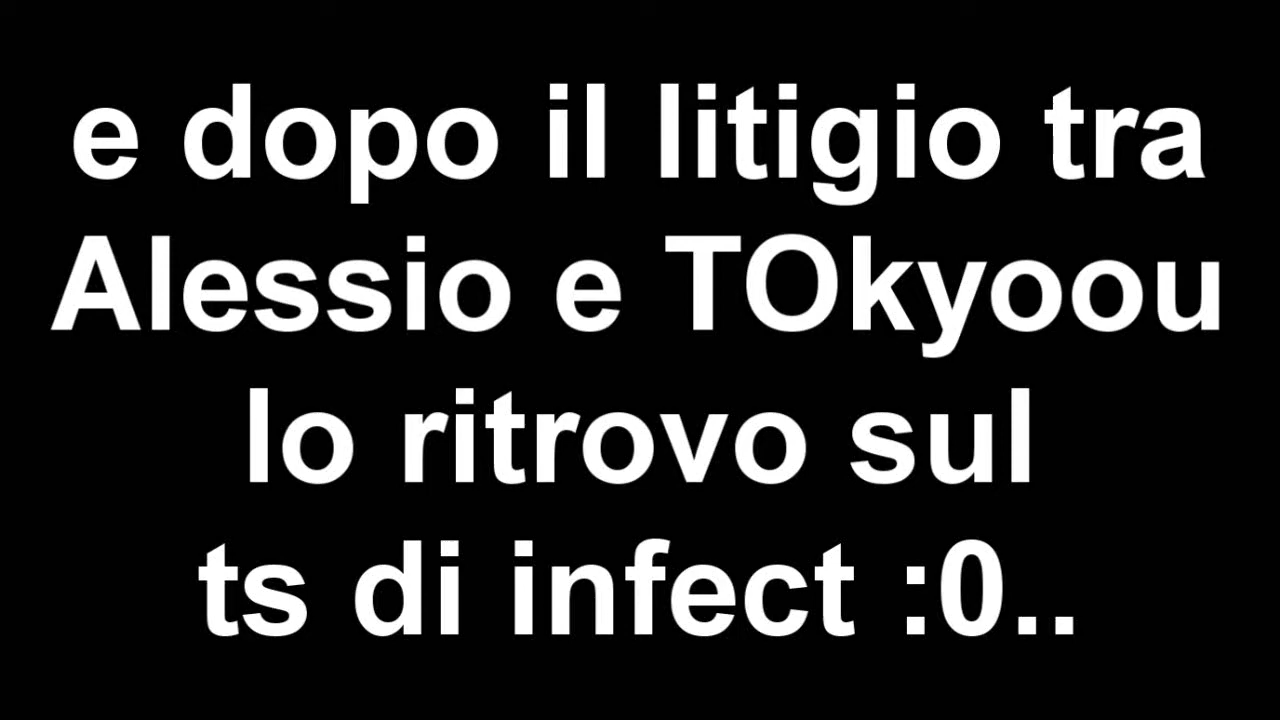 e dopo il litigio tra
Alessio e TOkyoou
lo ritrovo sul
ts di infect :0..